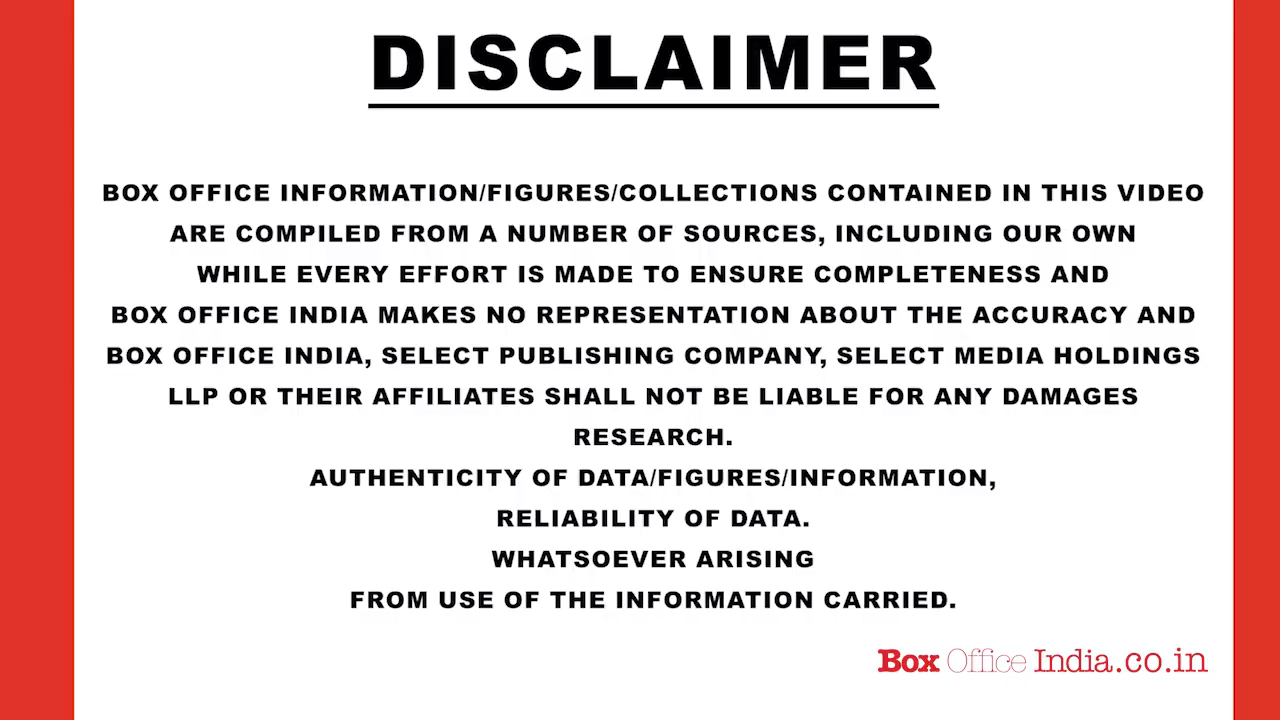 DISCLAIMER
BOX OFFICE INFORMATION/FIGURES/COLLECTIONS CONTAINED IN THIS VIDEO
ARE COMPILED FROM A NUMBER OF SOURCES, INCLUDING OUR OWN
WHILE EVERY EFFORT IS MADE TO ENSURE COMPLETENESS AND
BOX OFFICE INDIA MAKES NO REPRESENTATION ABOUT THE ACCURACY AND
BOX OFFICE INDIA, SELECT PUBLISHING COMPANY, SELECT MEDIA HOLDINGS
LLP OR THEIR AFFILIATES SHALL NOT BE LIABLE FOR ANY DAMAGES
RESEARCH.
AUTHENTICITY OF DATA/FIGURES/INFORMATION,
RELIABILITY OF DATA.
WHATSOEVER ARISING
FROM USE OF THE INFORMATION CARRIED.
Box Office India.co.in